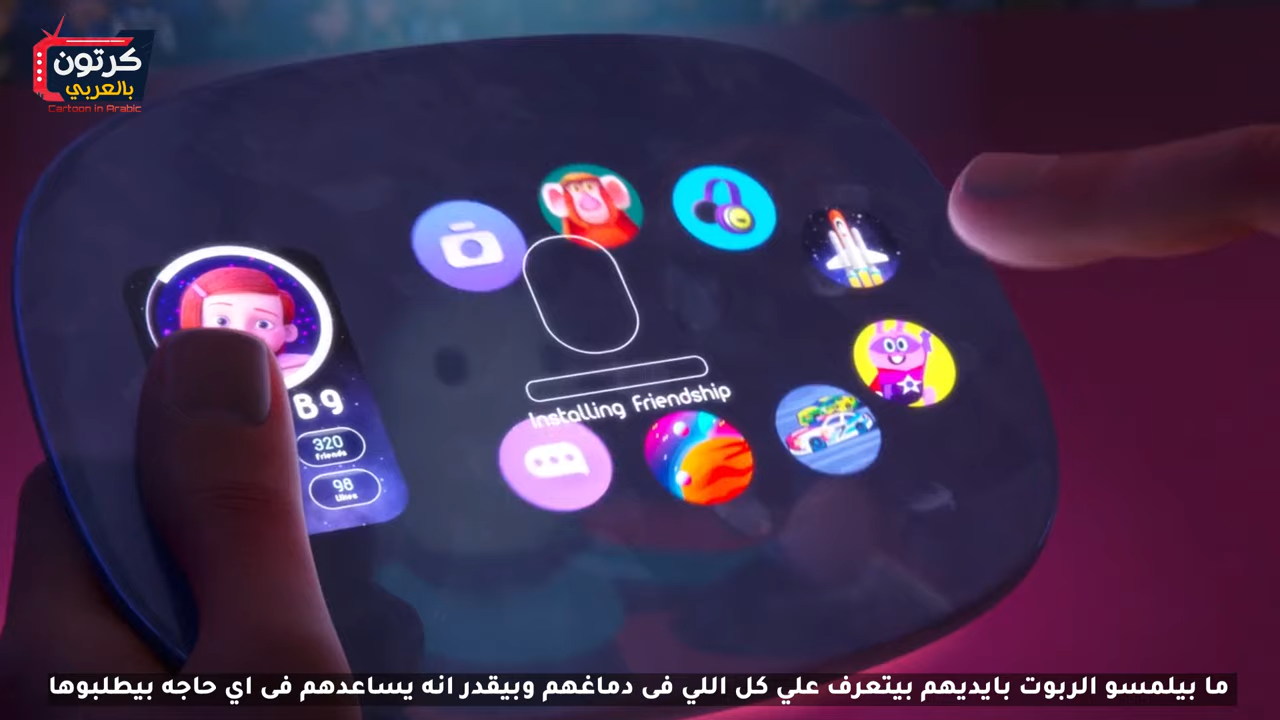 كرتون
بالعربي
Cartoon in Arabic
B9
320
Friends
98
Likes
Installing Friendship
ما بيلمسو الربوت بايديهم بيتعرف علي كل اللي فى دماغهم وبيقدر انه يساعدهم فى اي حاجه بيطلبوها